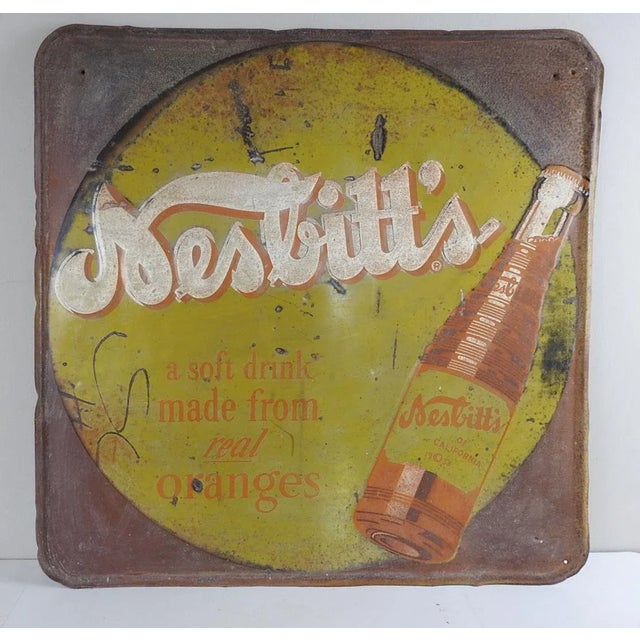 Nesbitt's
®
a soft drink
made from
real
oranges
Nesbitt's
OF
CALIFORNIA